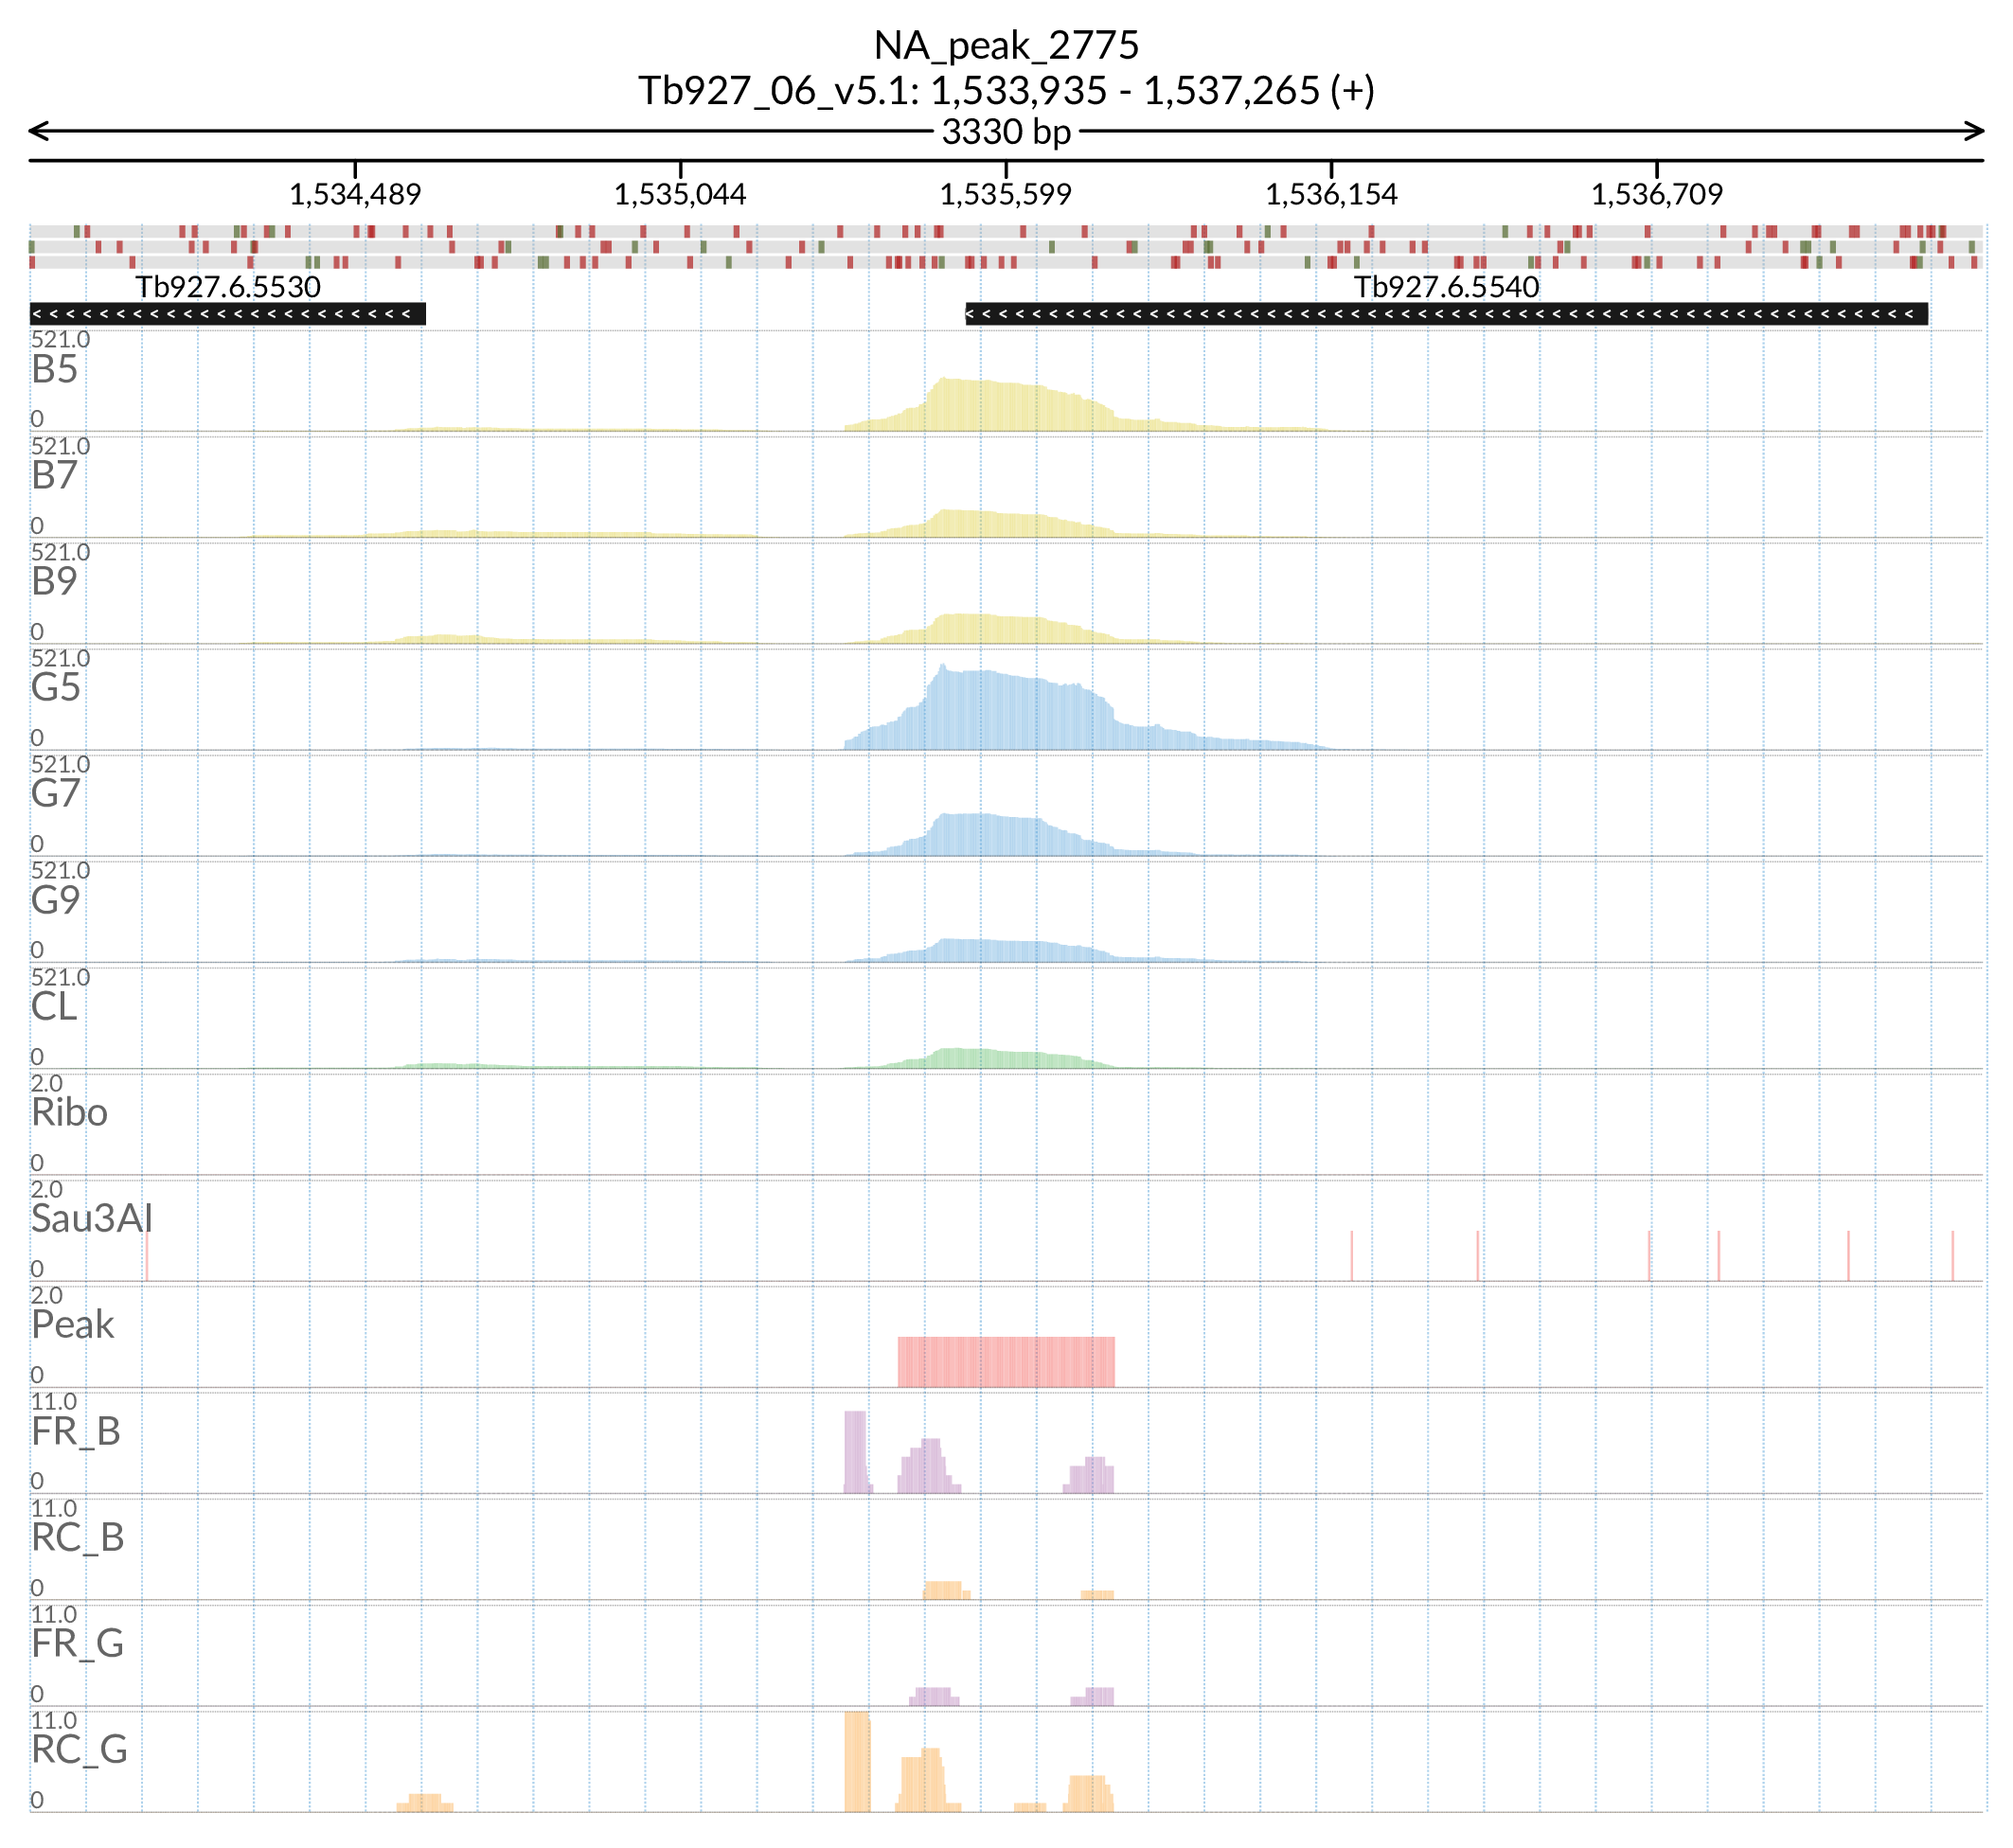 NA_peak_2775
Tb927_06_v5.1: 1,533,935 - 1,537,265 (+)
3330 bp
1,534,489 1,535,044 1,535,599 1,536,154 1,536,709
Tb927.6.5530 Tb927.6.5540
521.0
B5
0
521.0
B7
0
521.0
B9
0
521.0
G5
0
521.0
G7
0
521.0
G9
0
521.0
CL
0
2.0
Ribo
0
2.0
Sau3AI
0
2.0
Peak
0
11.0
FR_B
0
11.0
RC_B
0
11.0
FR_G
0
11.0
RC_G
0